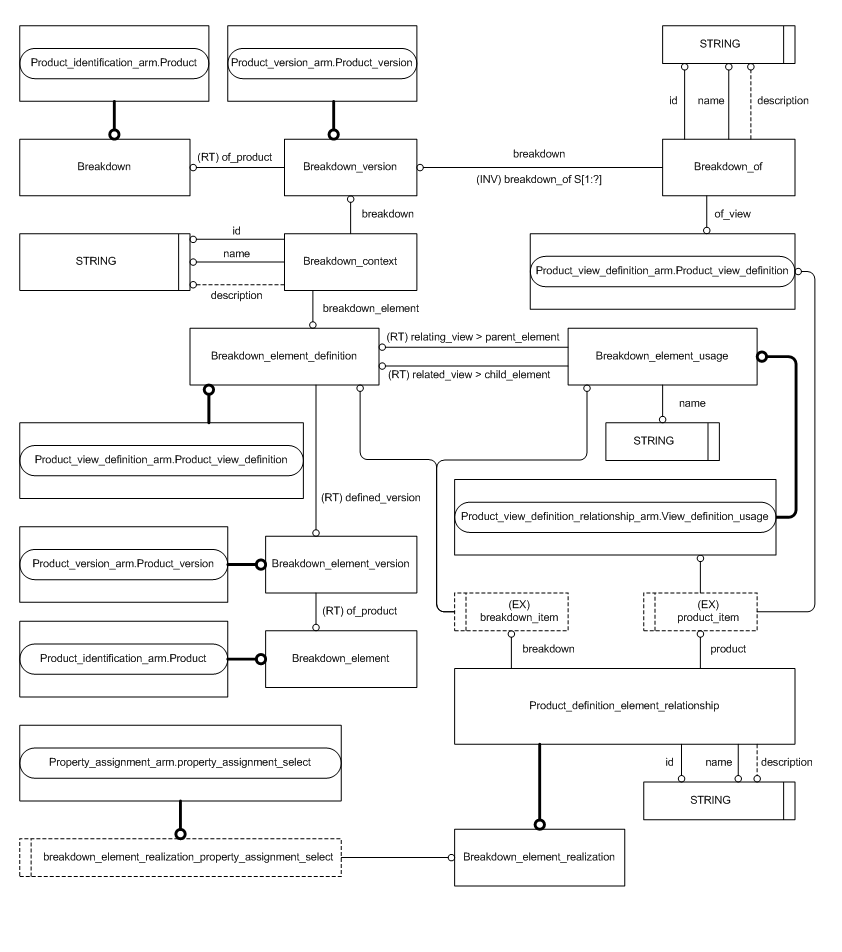 Product_identification_arm.Product
Product_version_arm.Product_version
STRING
id
name
description
Breakdown
(RT) of_product
Breakdown_version
breakdown
(INV) breakdown_of S[1:?]
Breakdown_of
breakdown
of_view
STRING
id
name
description
Breakdown_context
Product_view_definition_arm.Product_view_definition
breakdown_element
Breakdown_element_definition
(RT) relating_view > parent_element
(RT) related_view > child_element
Breakdown_element_usage
name
STRING
Product_view_definition_arm.Product_view_definition
(RT) defined_version
Product_view_definition_relationship_arm.View_definition_usage
Product_version_arm.Product_version
Breakdown_element_version
(RT) of_product
(EX)
breakdown_item
(EX)
product_item
Product_identification_arm.Product
Breakdown_element
breakdown
product
Product_definition_element_relationship
Property_assignment_arm.property_assignment_select
id
name
description
STRING
breakdown_element_realization_property_assignment_select
Breakdown_element_realization